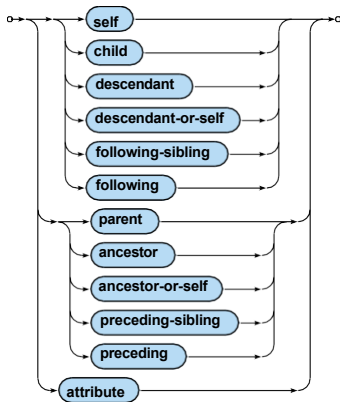 self
child
descendant
descendant-or-self
following-sibling
following
parent
ancestor
ancestor-or-self
preceding-sibling
preceding
attribute